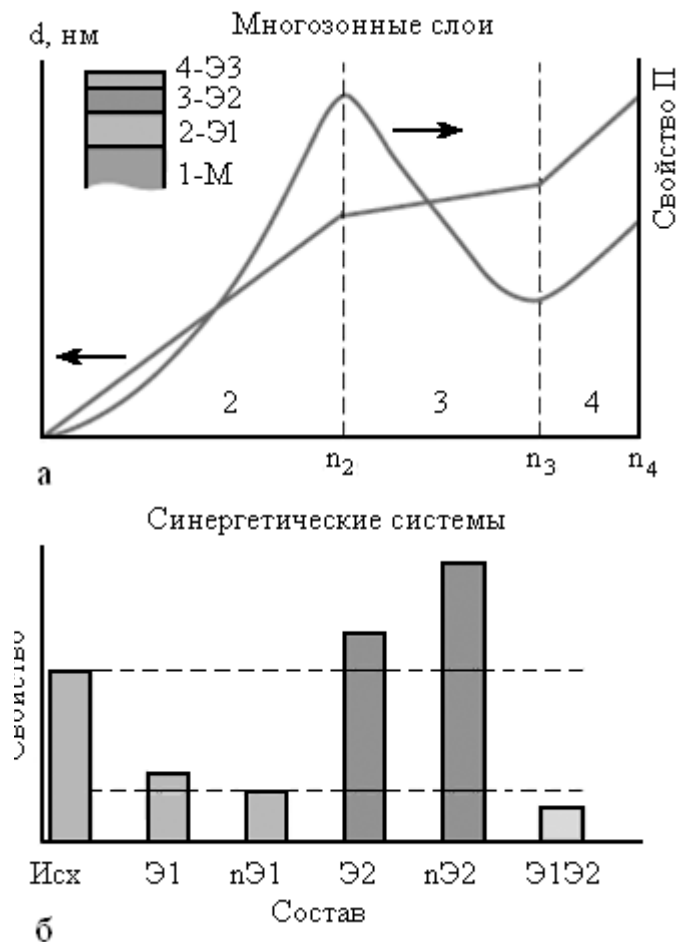 d, нм
Многозонные слои
4-Э3
3-Э2
2-Э1
1-М
Свойство П
2
3
4
n2
n3
n4
а
Синергетические системы
Свойство
Исх
Э1
nЭ1
Э2
nЭ2
Э1Э2
Состав
б